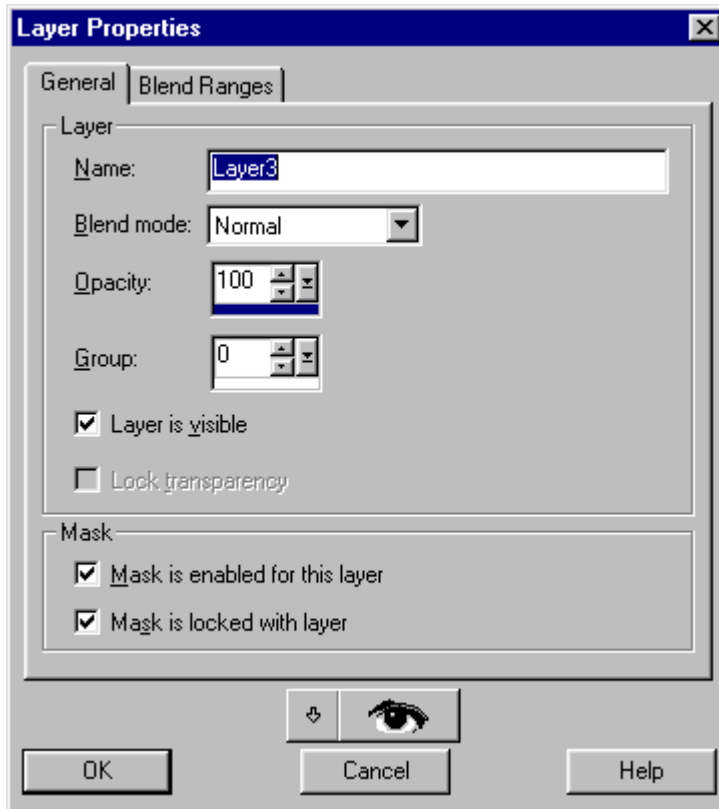 Layer Properties
General Blend Ranges
Layer
Name: Layer3
Blend mode: Normal
Opacity: 100
Group: 0
Layer is visible
Lock transparency
Mask
Mask is enabled for this layer
Mask is locked with layer
OK Cancel Help